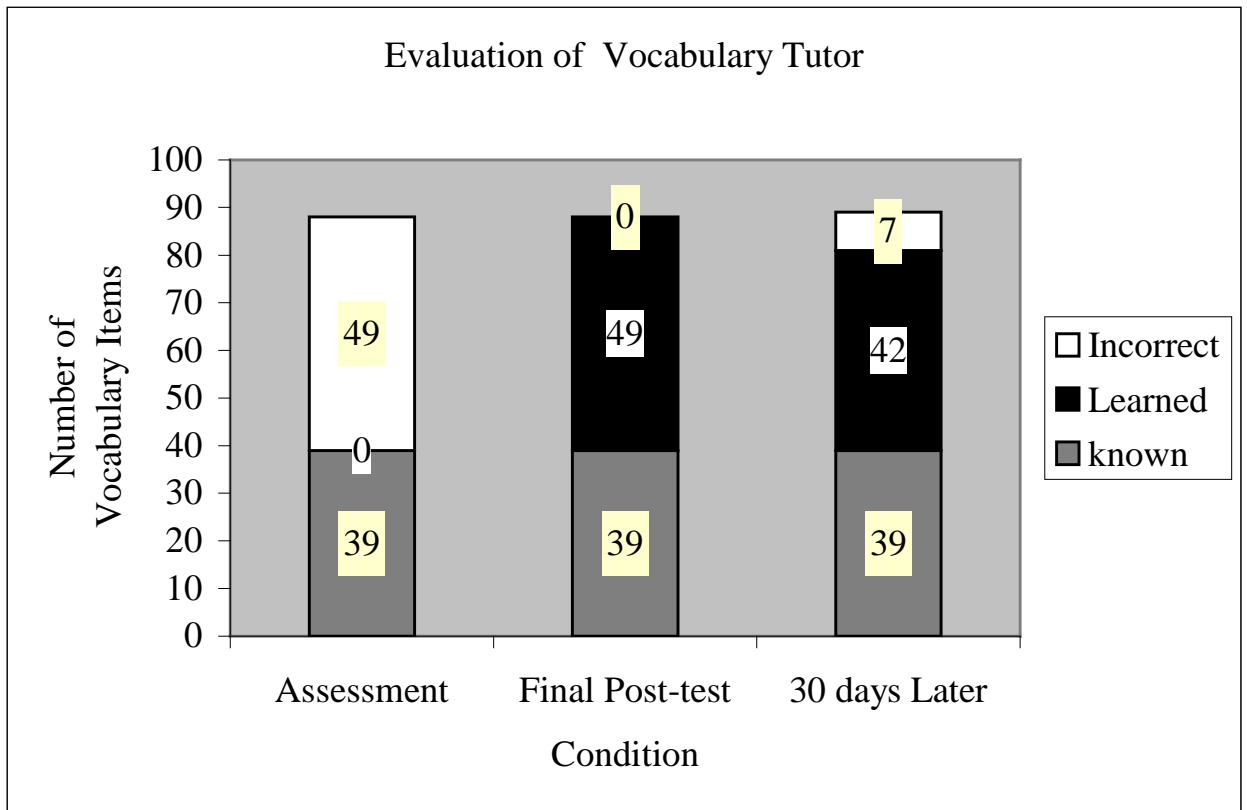 Evaluation of Vocabulary Tutor
Number of
Vocabulary Items
100
90
80
70
60
50
40
30
20
10
0
49
0
39
0
49
39
7
42
39
Assessment
Final Post-test
30 days Later
Condition
Incorrect
Learned
known